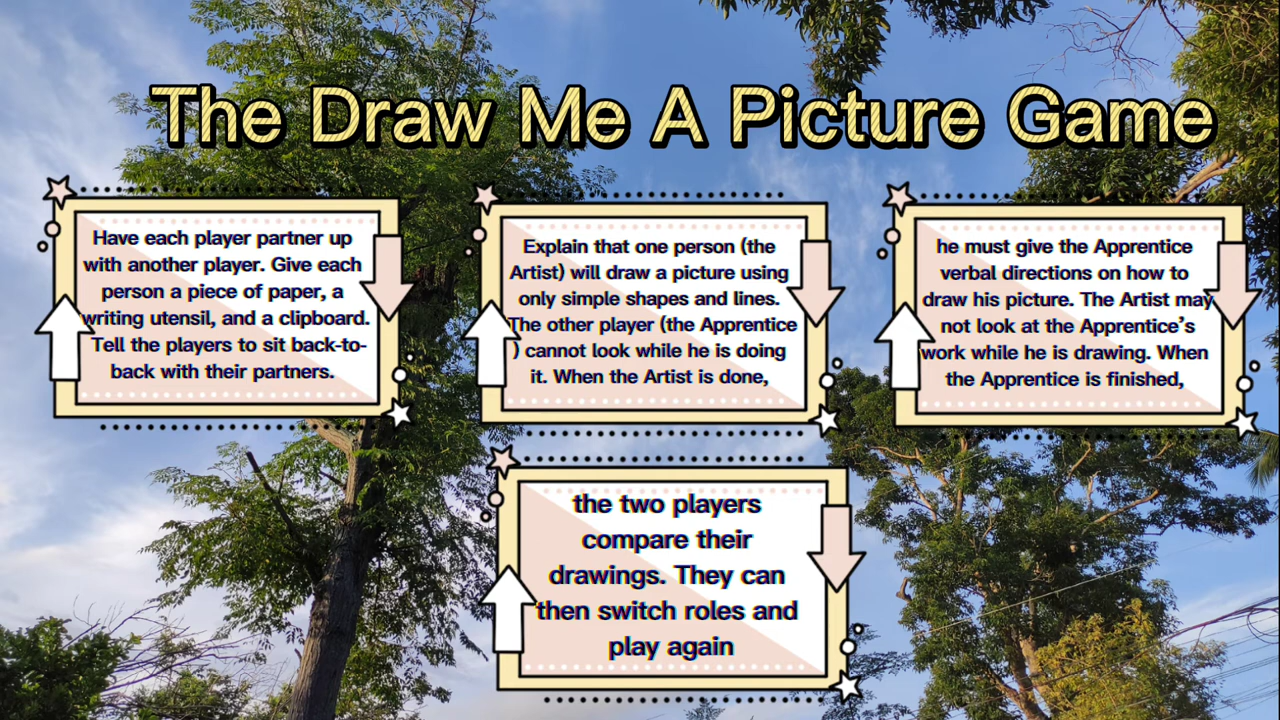 The Draw Me A Picture Game
Have each player partner up
with another player. Give each
person a piece of paper, a
writing utensil, and a clipboard.
Tell the players to sit back-to-
back with their partners.
Explain that one person (the
Artist) will draw a picture using
only simple shapes and lines.
The other player (the Apprentice
) cannot look while he is doing
it. When the Artist is done,
he must give the Apprentice
verbal directions on how to
draw his picture. The Artist may
not look at the Apprentice’s
work while he is drawing. When
the Apprentice is finished,
the two players
compare their
drawings. They can
then switch roles and
play again